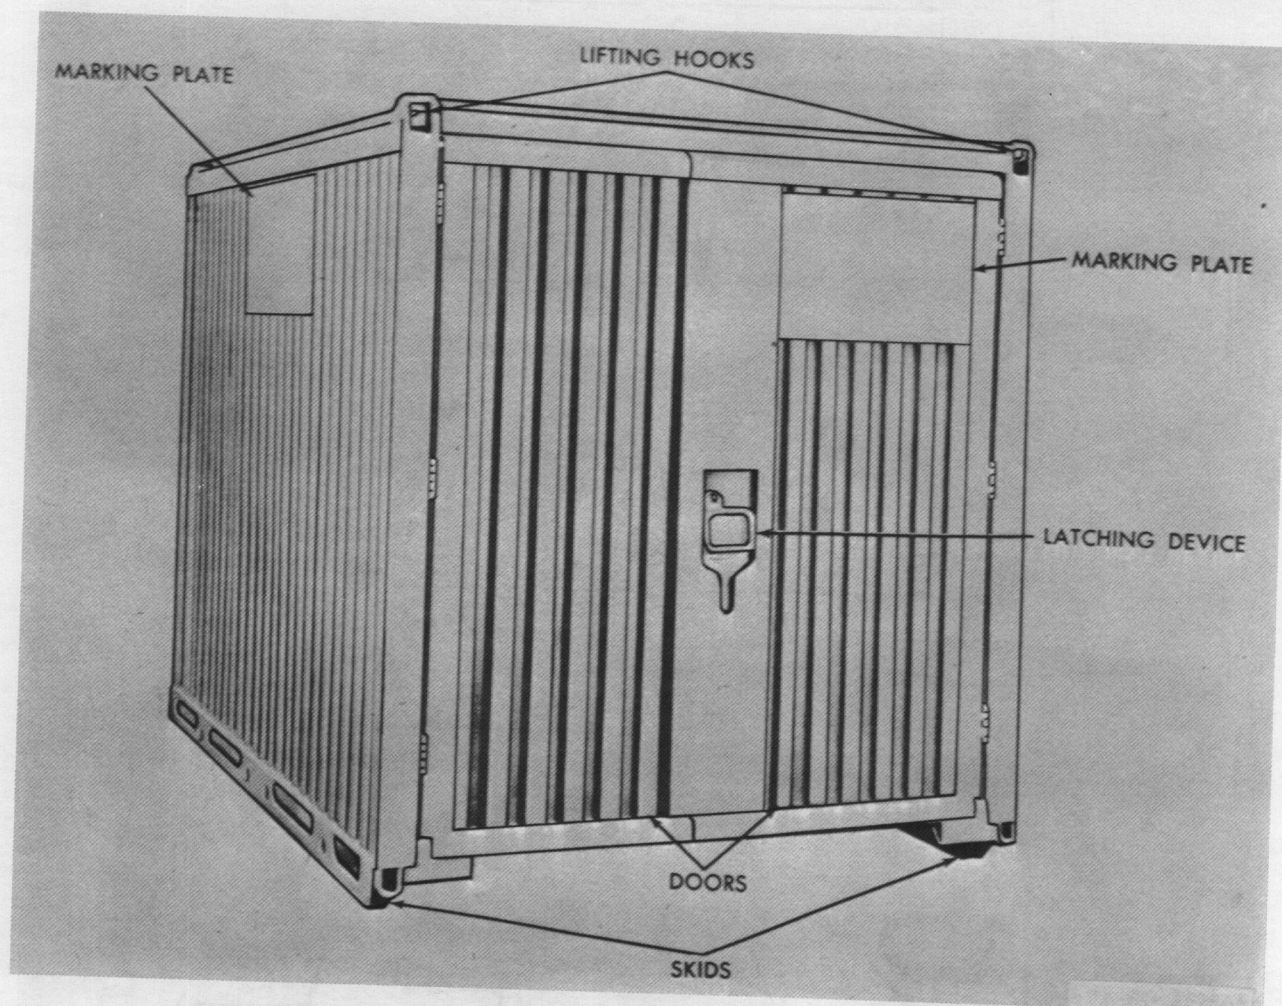 LIFTING HOOKS
MARKING PLATE
MARKING PLATE
LATCHING DEVICE
DOORS
SKIDS